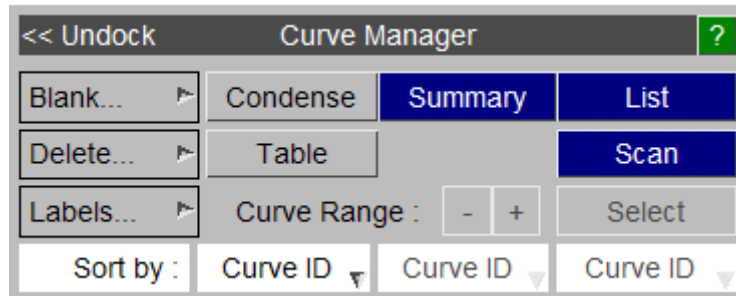 << Undock Curve Manager ?
Blank... Condense Summary List
Delete... Table Scan
Labels... Curve Range : - + Select
Sort by : Curve ID Curve ID Curve ID